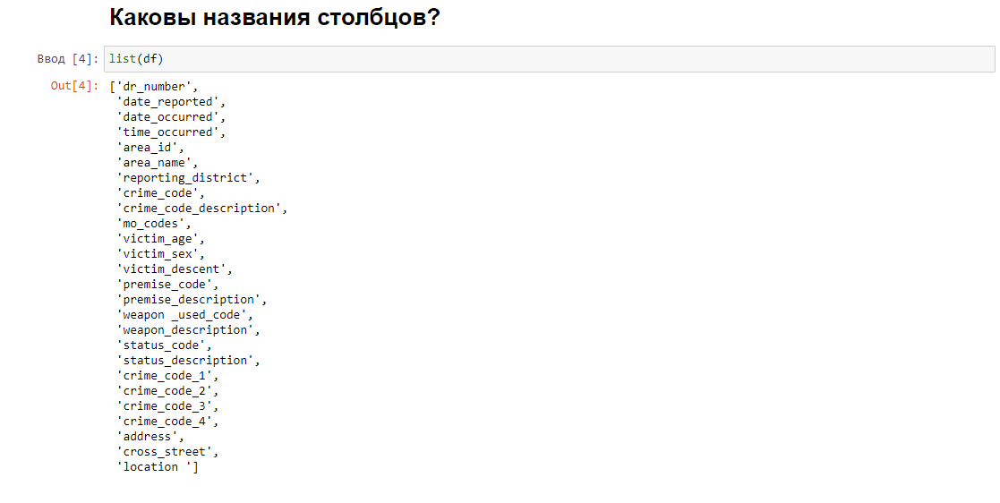 Каковы названия столбцов?
Ввод [4]: list(df)
Out[4]: ['dr_number',
'date_reported',
'date_occurred',
'time_occurred',
'area_id',
'area_name',
'reporting_district',
'crime_code',
'crime_code_description',
'mo_codes',
'victim_age',
'victim_sex',
'victim_descent',
'premise_code',
'premise_description',
'weapon _used_code',
'weapon_description',
'status_code',
'status_description',
'crime_code_1',
'crime_code_2',
'crime_code_3',
'crime_code_4',
'address',
'cross_street',
'location ']